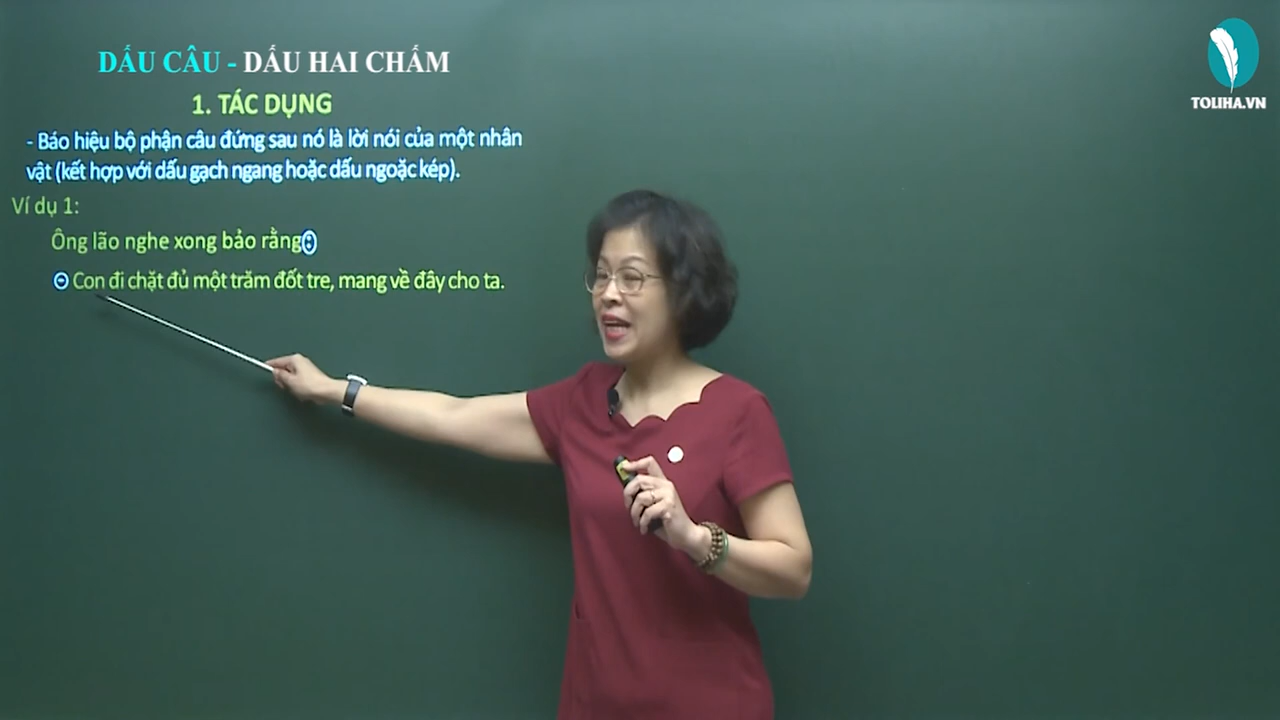 DẤU CÂU - DẤU HAI CHẤM
1. TÁC DỤNG
- Báo hiệu bộ phận câu đứng sau nó là lời nói của một nhân
vật (kết hợp với dấu gạch ngang hoặc dấu ngoặc kép).
Ví dụ 1:
Ông lão nghe xong bảo rằng:
- Con đi chặt đủ một trăm đốt tre, mang về đây cho ta.
TOLIHA.VN